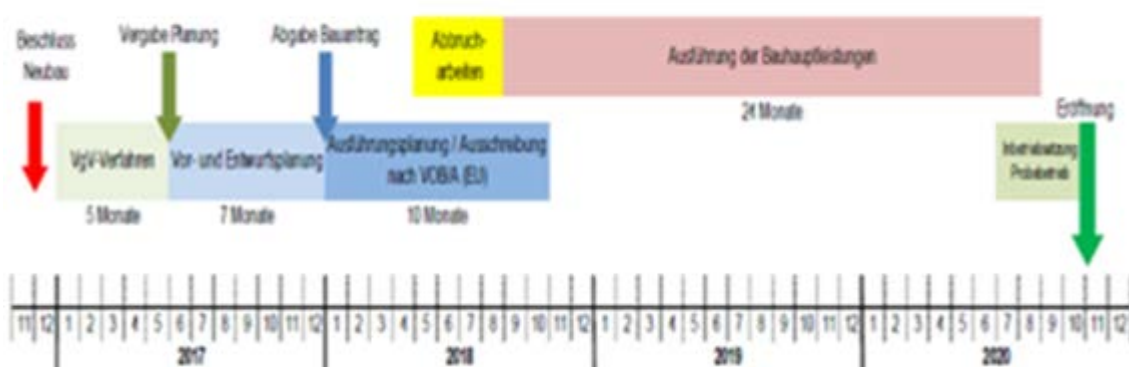 Beschluss
Neubau
Vergabe Planung
Abgabe Bauantrag
Abbruch-
arbeiten
Ausführung der Bauhauptleistungen
24 Monate
Eröffnung
VgV-Verfahren
Vor- und Entwurfsplanung
Ausführungsplanung / Ausschreibung
nach VOB/A (EU)
Inbetriebsetzung
Probebetrieb
5 Monate
7 Monate
10 Monate
11 12 1 2 3 4 5 6 7 8 9 10 11 12 1 2 3 4 5 6 7 8 9 10 11 12 1 2 3 4 5 6 7 8 9 10 11 12 1 2 3 4 5 6 7 8 9 10 11 12
2017 2018 2019 2020